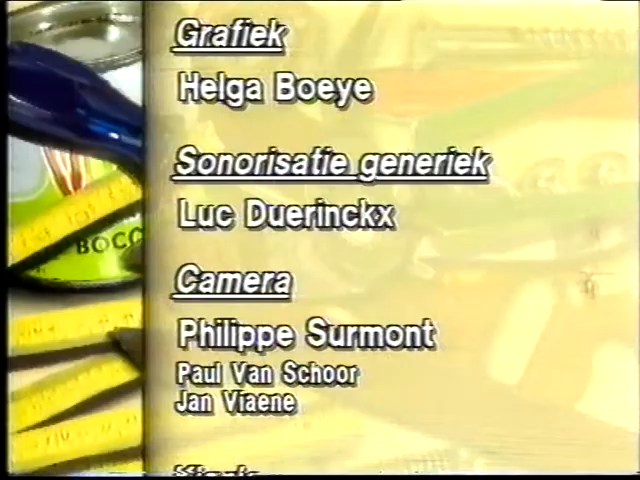 Grafiek
Helga Boeye
Sonorisatie generiek
Luc Duerinckx
Camera
Philippe Surmont
Paul Van Schoor
Jan Viaene